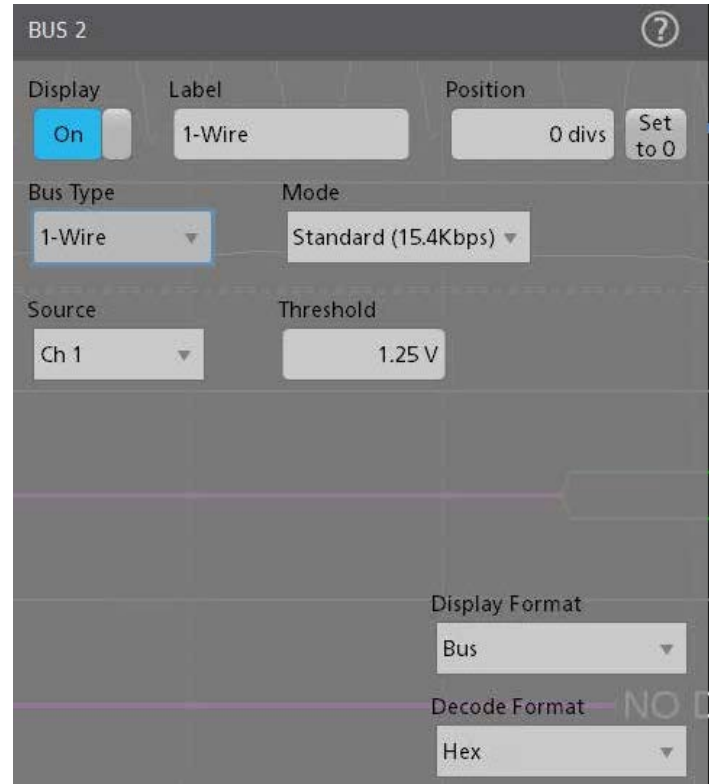 BUS 2
?
Display Label Position
On 1-Wire 0 divs Set to 0
Bus Type Mode
1-Wire Standard (15.4Kbps)
Source Threshold
Ch 1 1.25 V
Display Format
Bus
Decode Format NO
Hex